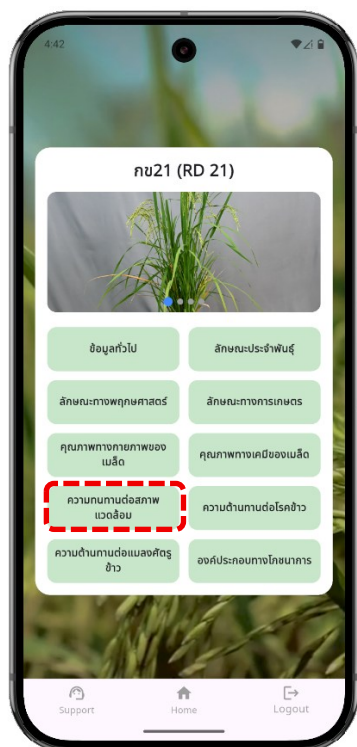 4:42
กข21 (RD 21)
ข้อมูลทั่วไป
ลักษณะประจำพันธุ์
ลักษณะทางพฤกษศาสตร์
ลักษณะทางการเกษตร
คุณภาพทางกายภาพของ
เมล็ด
คุณภาพทางเคมีของเมล็ด
ความทนทานต่อสภาพ
แวดล้อม
ความต้านทานต่อโรคข้าว
ความต้านทานต่อแมลงศัตรู
ข้าว
องค์ประกอบทางโภชนาการ
Support
Home
Logout